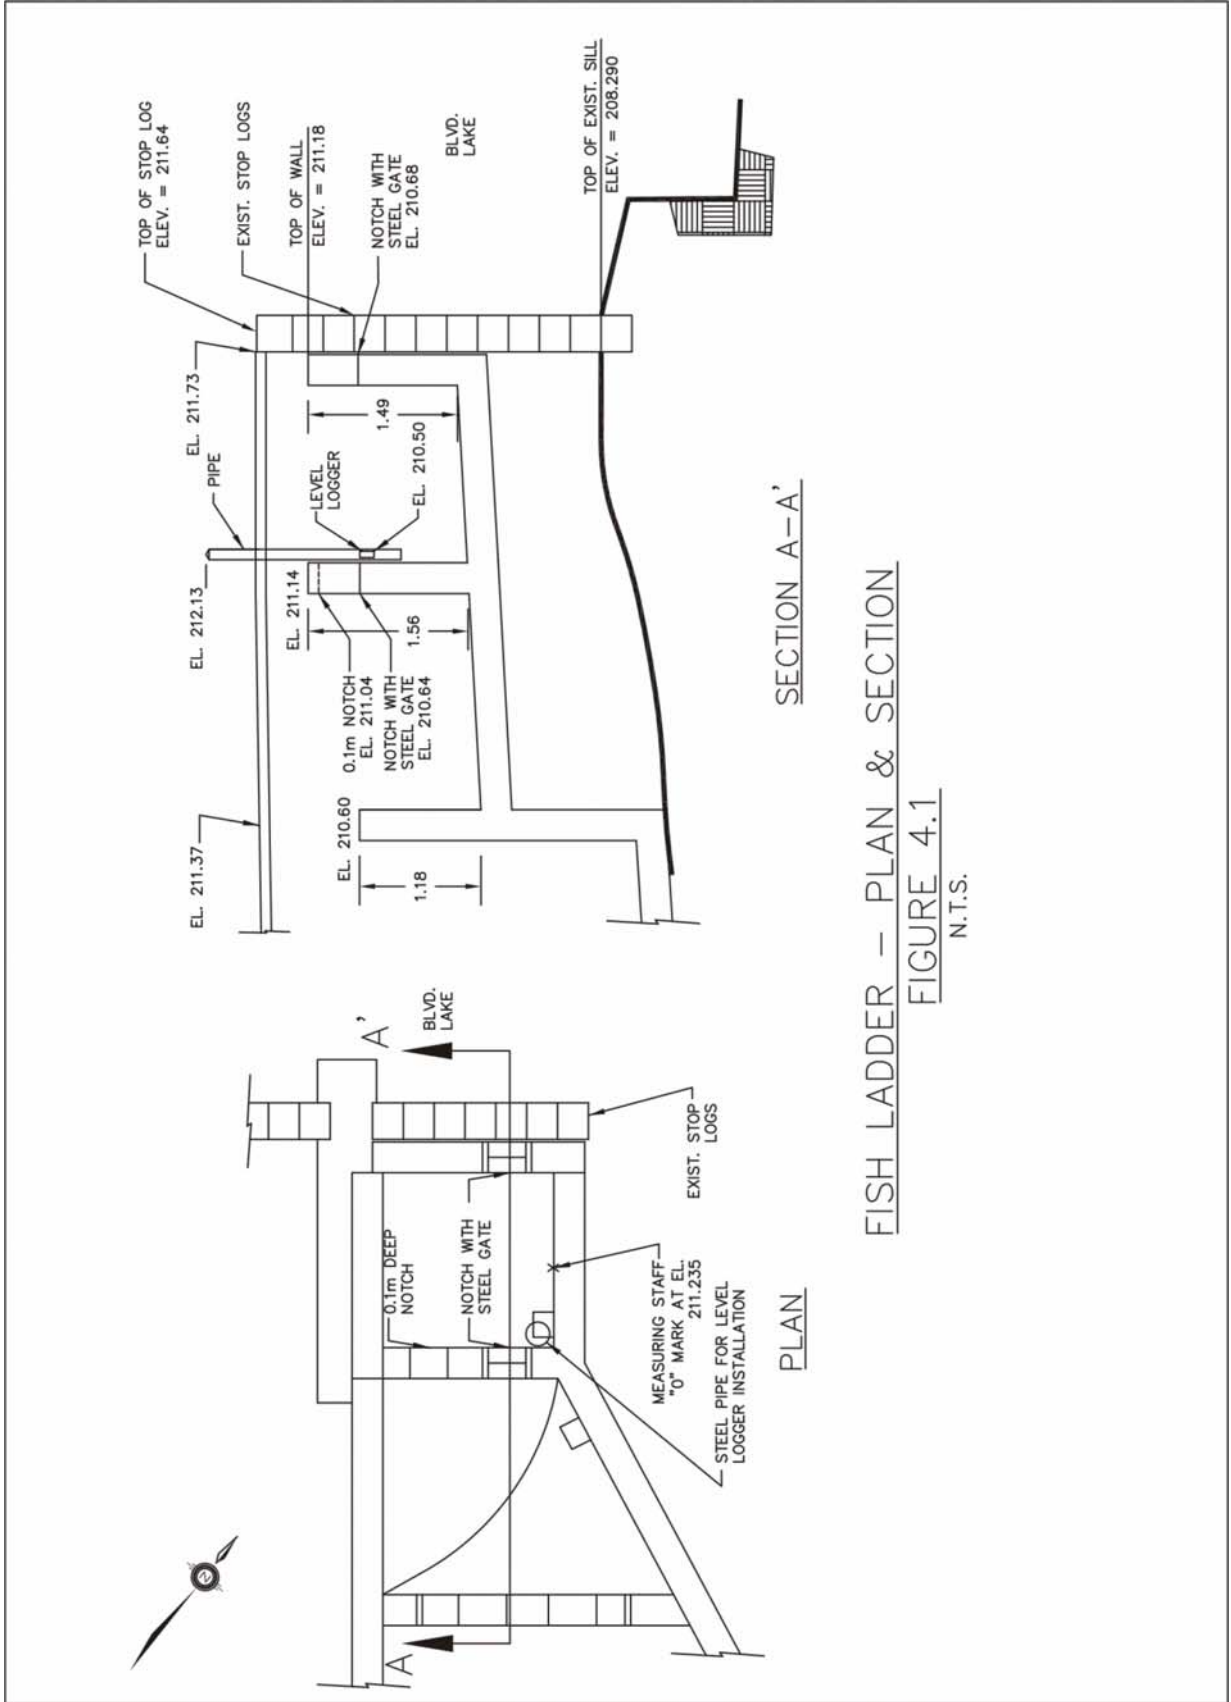 TOP OF STOP LOG
ELEV. = 211.64
EXIST. STOP LOGS
TOP OF WALL
ELEV. = 211.18
NOTCH WITH
STEEL GATE
EL. 210.68
BLVD.
LAKE
TOP OF EXIST. SILL
ELEV. = 208.290
EL. 211.73
PIPE
EL. 212.13
EL. 211.37
LEVEL
LOGGER
1.49
EL. 210.50
EL. 211.14
1.56
0.1m NOTCH
EL. 211.04
NOTCH WITH
STEEL GATE
EL. 210.64
EL. 210.60
1.18
SECTION A-A'
A'
BLVD.
LAKE
EXIST. STOP
LOGS
0.1m DEEP
NOTCH
NOTCH WITH
STEEL GATE
MEASURING STAFF
"0" MARK AT EL.
211.235
STEEL PIPE FOR LEVEL
LOGGER INSTALLATION
A
N
PLAN
FISH LADDER - PLAN & SECTION
FIGURE 4.1
N.T.S.